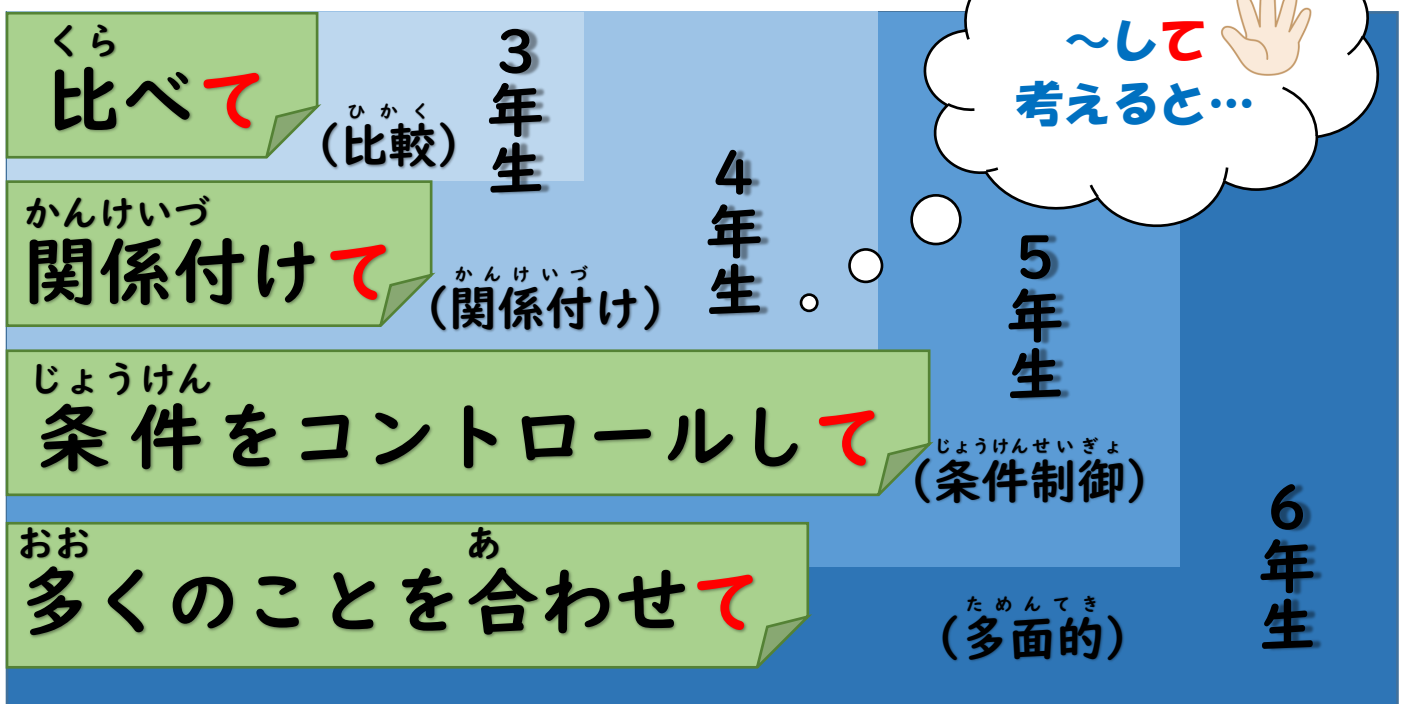 くら
比べて
(比較)
ひかく
3年生
~して
考えると…
かんけいづ
関係付けて
かんけいづ
(関係付け)
4年生
じょうけん
条件をコントロールして
じょうけんせいぎょ
(条件制御)
5年生
おお あ
多くのことを合わせて
ためんてき
(多面的)
6年生